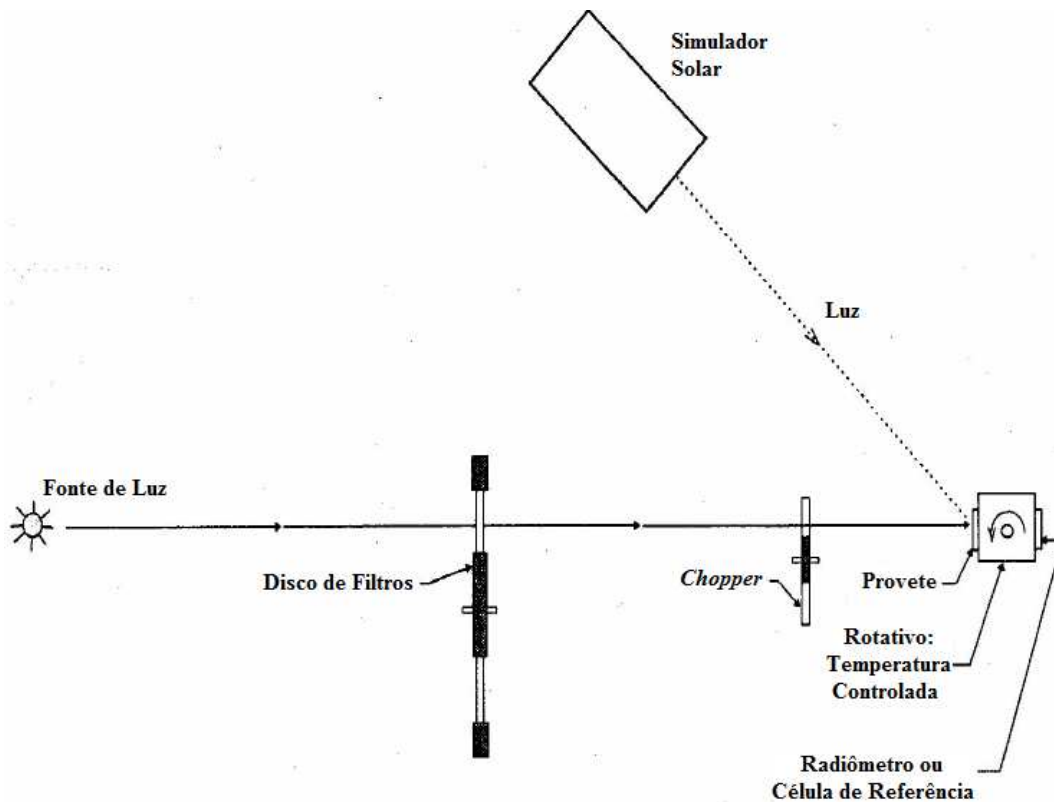 Simulador
Solar
Luz
Fonte de Luz
Disco de Filtros
Chopper
Provete
Rotativo:
Temperatura
Controlada
Radiômetro ou
Célula de Referência